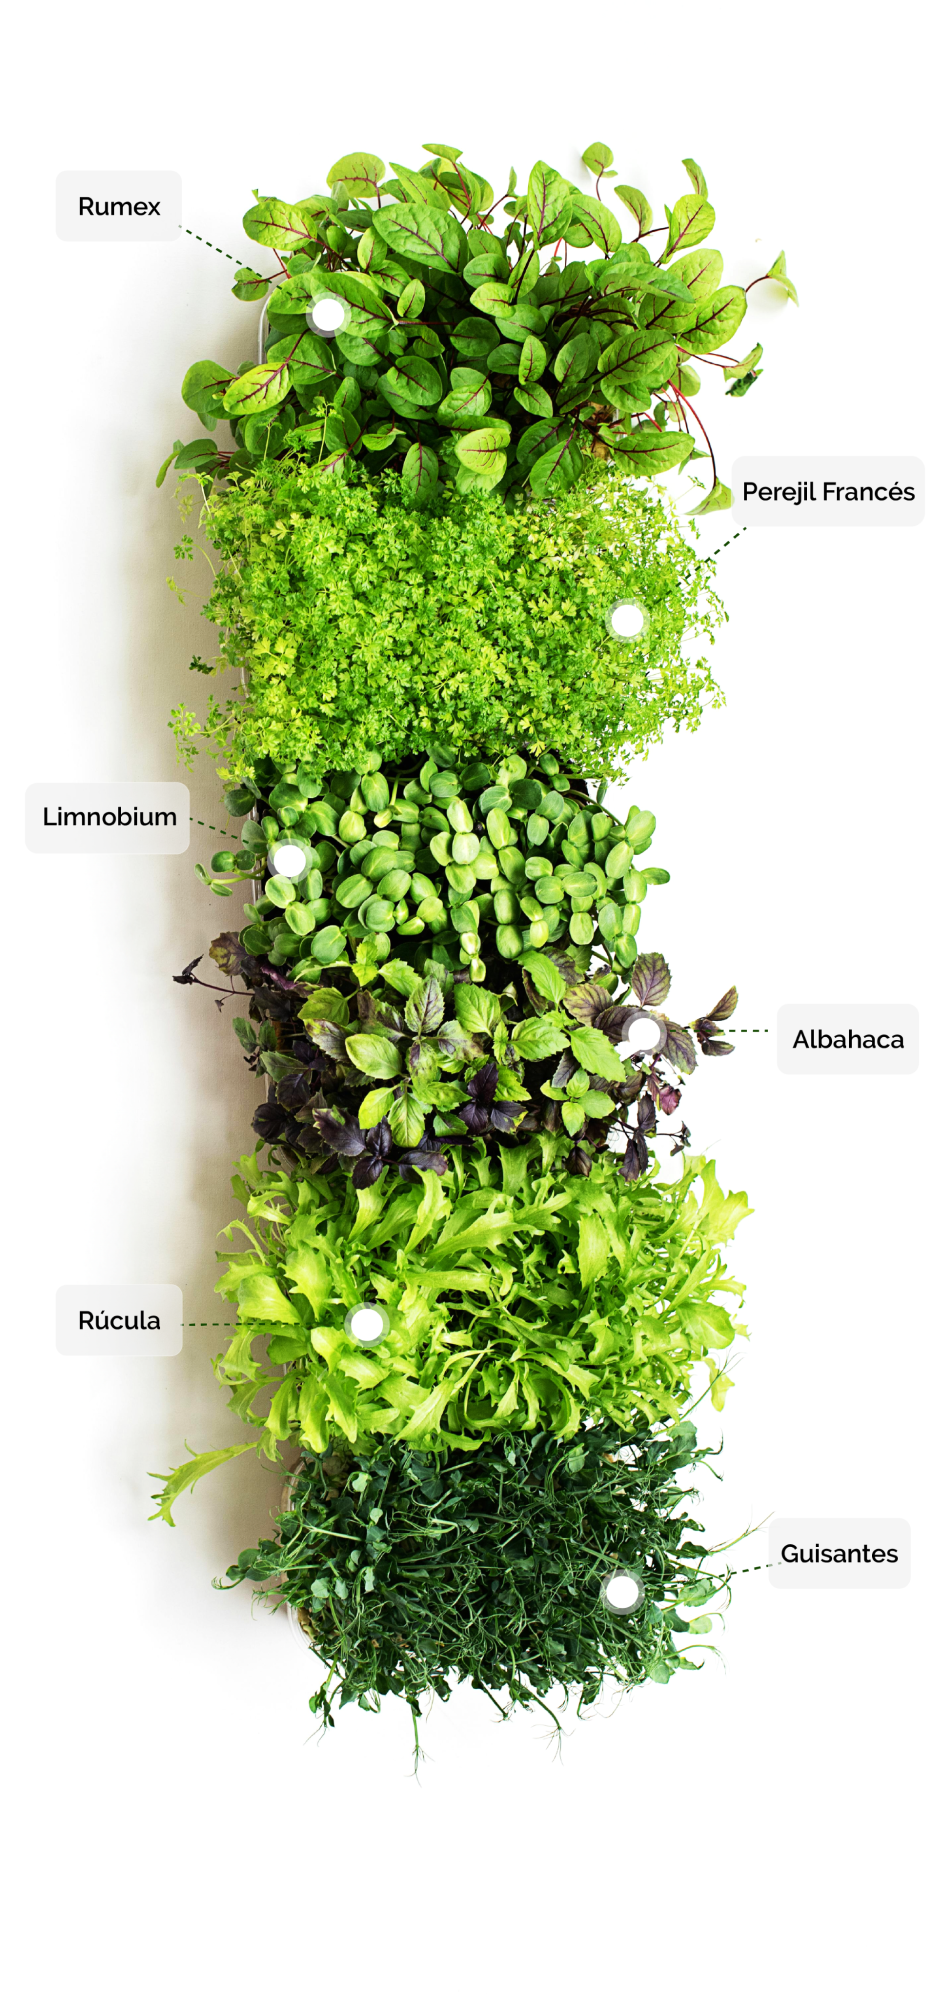 Rumex
Perejil Francés
Limnobium
Albahaca
Rúcula
Guisantes